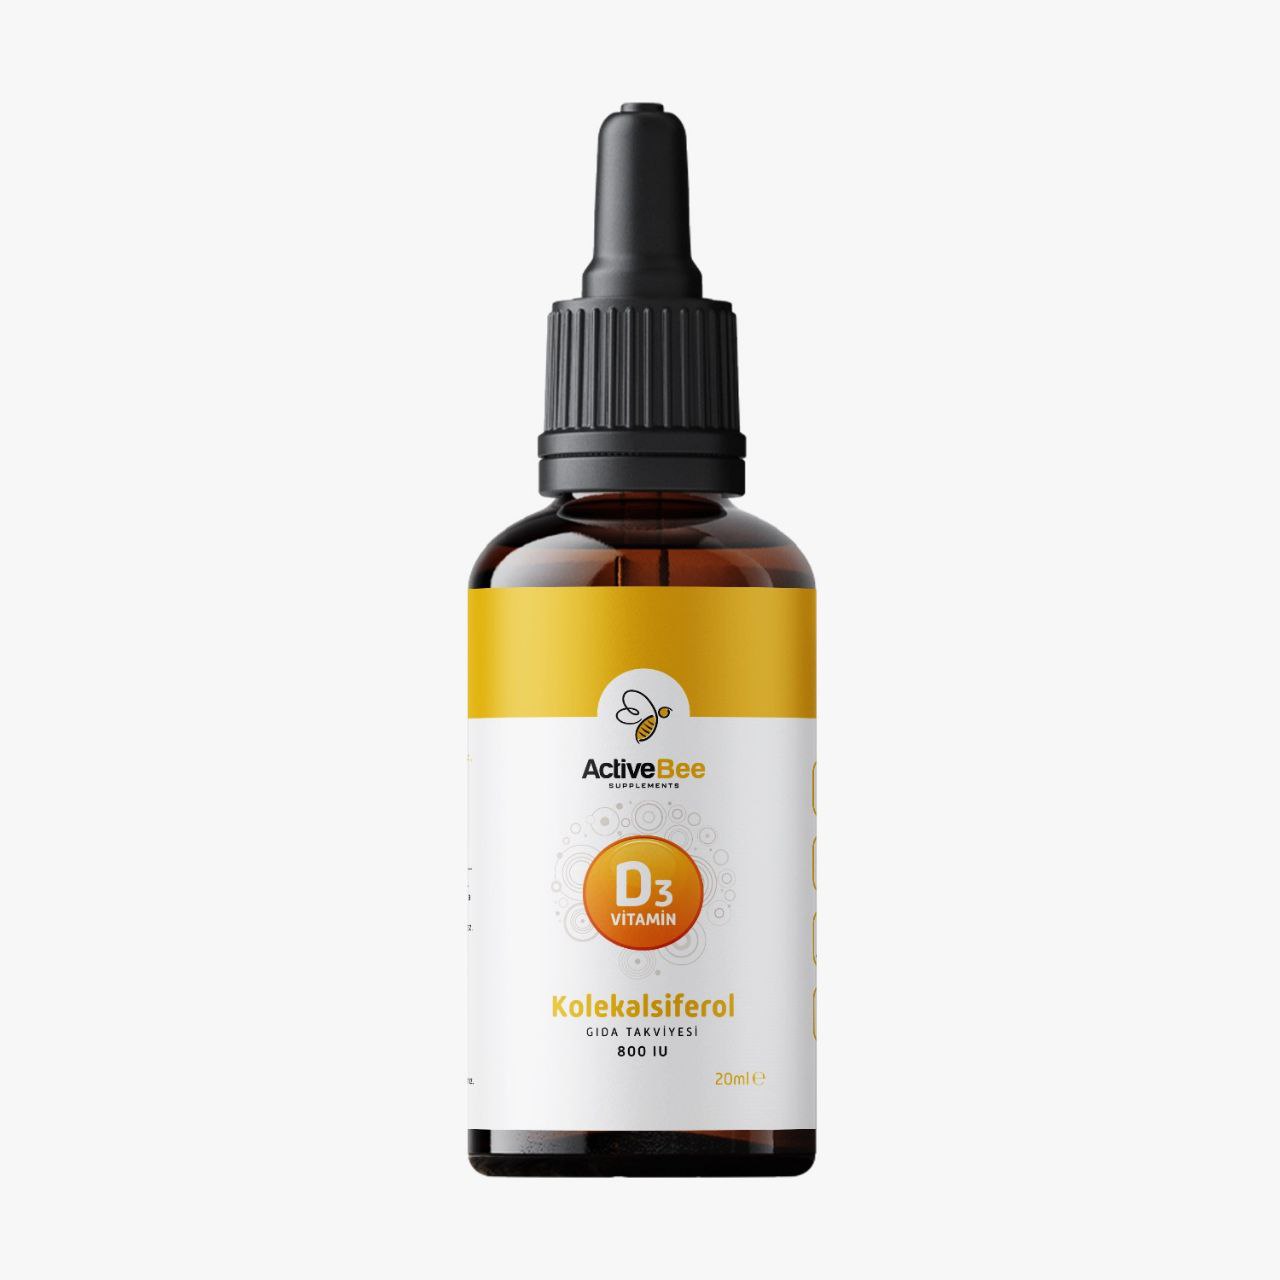 ActiveBee
SUPPLEMENTS
D3
VİTAMİN
Kolekalsiferol
GIDA TAKVİYESİ
800 IU
20ml ℮